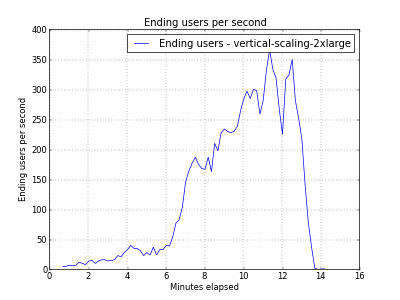 Ending users per second
Ending users - vertical-scaling-2xlarge
Ending users per second
400
350
300
250
200
150
100
50
0
0 2 4 6 8 10 12 14 16
Minutes elapsed